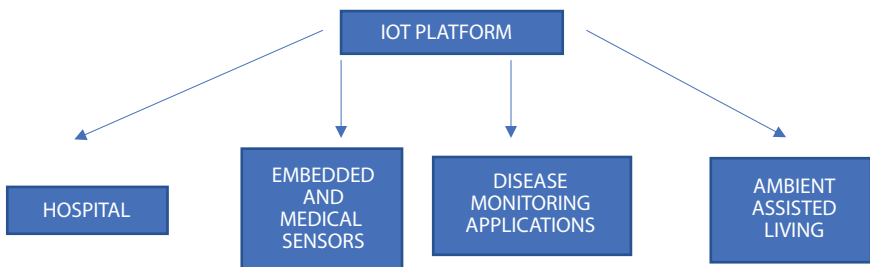 IOT PLATFORM
HOSPITAL
EMBEDDED
AND
MEDICAL
SENSORS
DISEASE
MONITORING
APPLICATIONS
AMBIENT
ASSISTED
LIVING